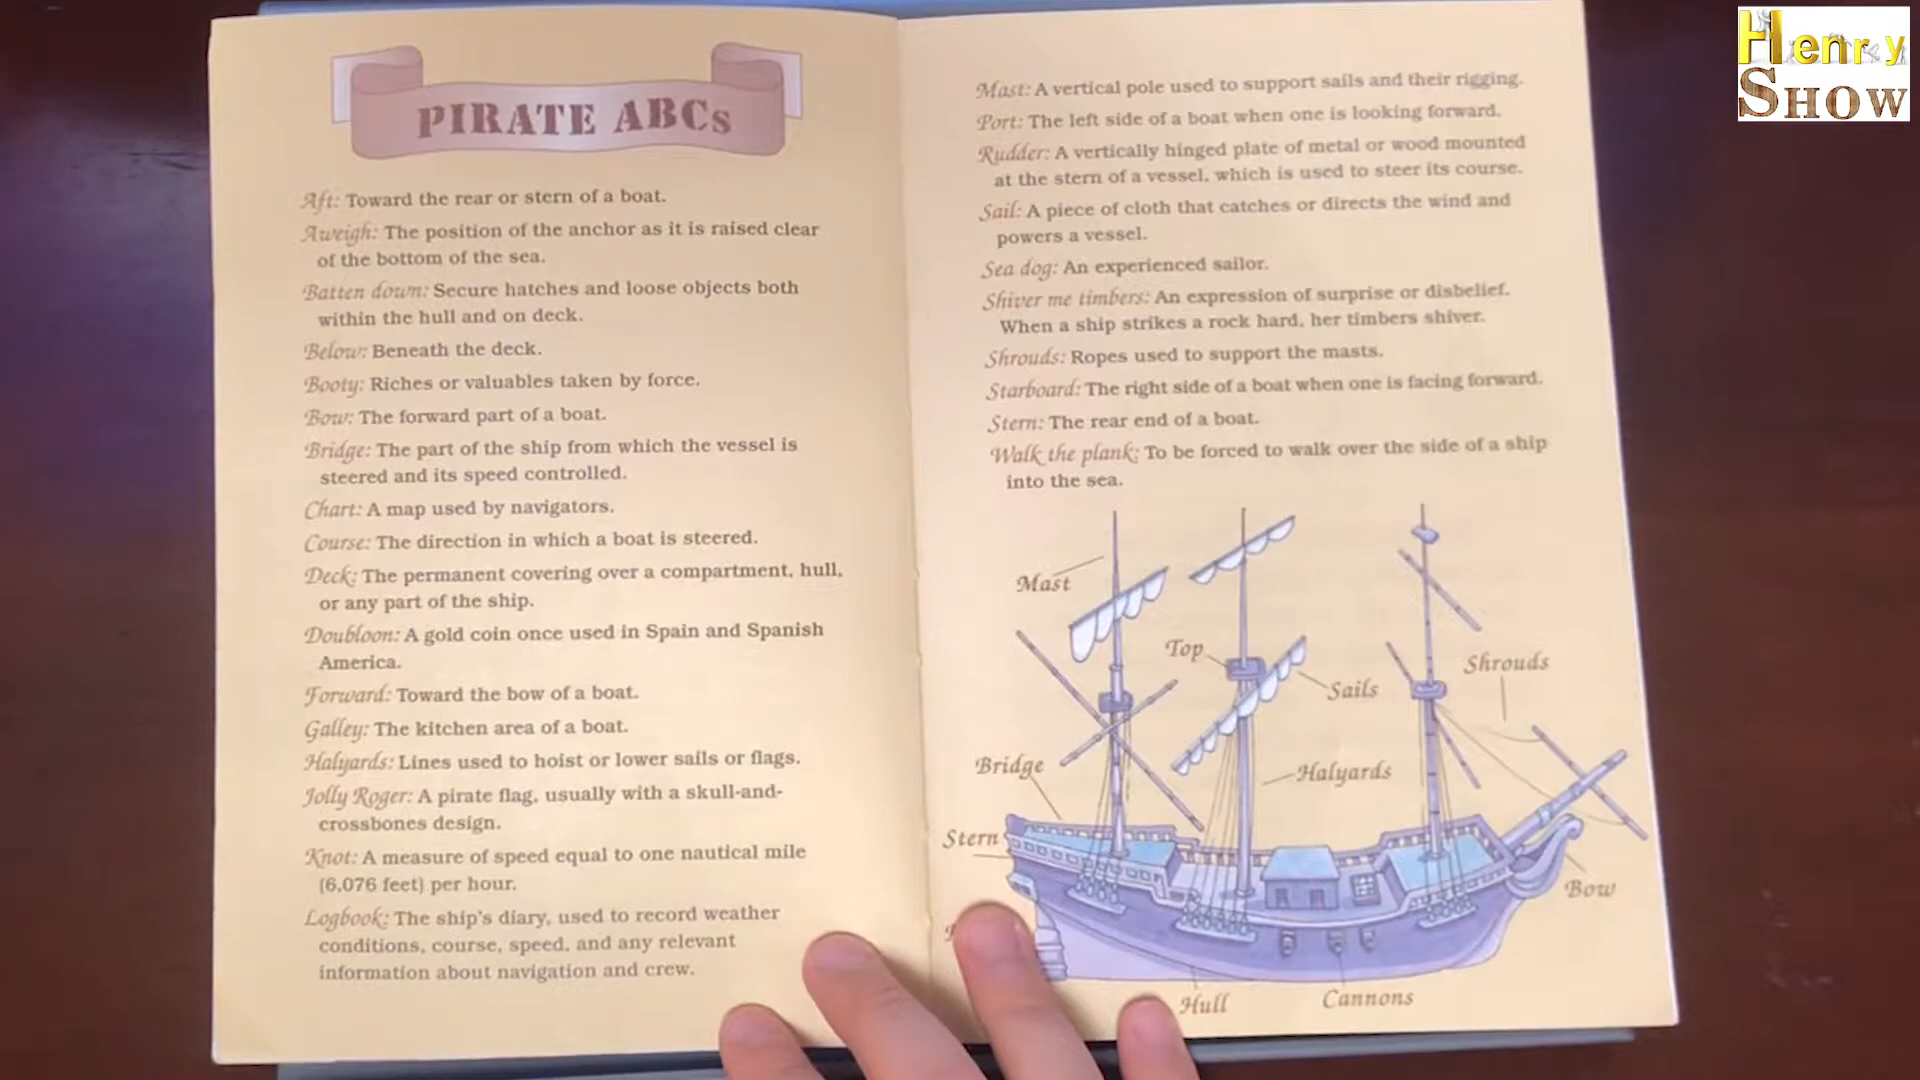 Henry
SHOW
PIRATE ABCs
Aft: Toward the rear or stern of a boat.
Aweigh: The position of the anchor as it is raised clear
of the bottom of the sea.
Batten down: Secure hatches and loose objects both
within the hull and on deck.
Below: Beneath the deck.
Booty: Riches or valuables taken by force.
Bow: The forward part of a boat.
Bridge: The part of the ship from which the vessel is
steered and its speed controlled.
Chart: A map used by navigators.
Course: The direction in which a boat is steered.
Deck: The permanent covering over a compartment, hull,
or any part of the ship.
Doubloon: A gold coin once used in Spain and Spanish
America.
Forward: Toward the bow of a boat.
Galley: The kitchen area of a boat.
Halyards: Lines used to hoist or lower sails or flags.
Jolly Roger: A pirate flag, usually with a skull-and-
crossbones design.
Knot: A measure of speed equal to one nautical mile
(6,076 feet) per hour.
Logbook: The ship's diary, used to record weather
conditions, course, speed, and any relevant
information about navigation and crew.
Mast: A vertical pole used to support sails and their rigging.
Port: The left side of a boat when one is looking forward.
Rudder: A vertically hinged plate of metal or wood mounted
at the stern of a vessel, which is used to steer its course.
Sail: A piece of cloth that catches or directs the wind and
powers a vessel.
Sea dog: An experienced sailor.
Shiver me timbers: An expression of surprise or disbelief.
When a ship strikes a rock hard, her timbers shiver.
Shrouds: Ropes used to support the masts.
Starboard: The right side of a boat when one is facing forward.
Stern: The rear end of a boat.
Walk the plank: To be forced to walk over the side of a ship
into the sea.
Mast
Top
Shrouds
Sails
Bridge
Halyards
Stern
Bow
Hull
Cannons